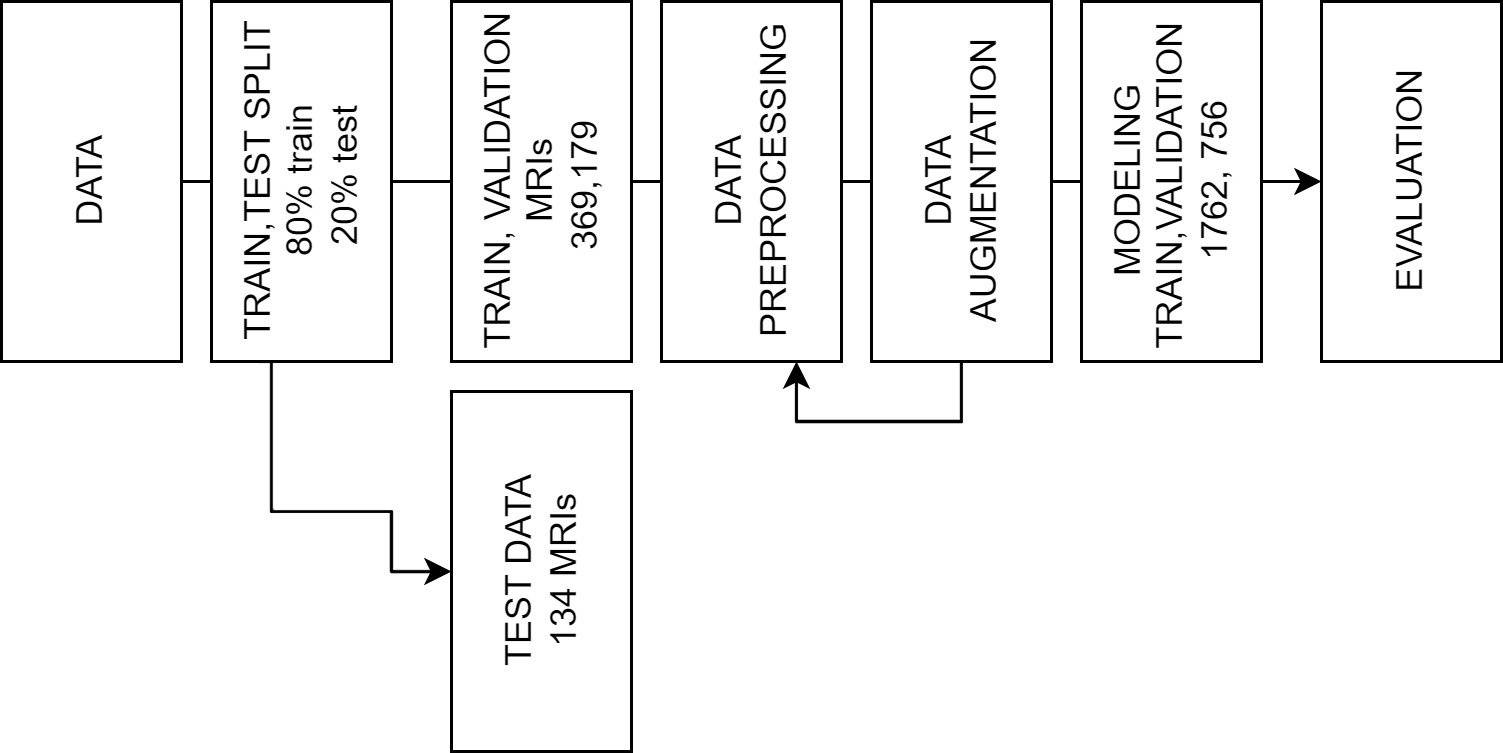 DATA
TRAIN,TEST SPLIT
80% train
20% test
TRAIN, VALIDATION
MRIs
369,179
DATA
PREPROCESSING
DATA
AUGMENTATION
MODELING
TRAIN,VALIDATION
1762, 756
EVALUATION
TEST DATA
134 MRIs